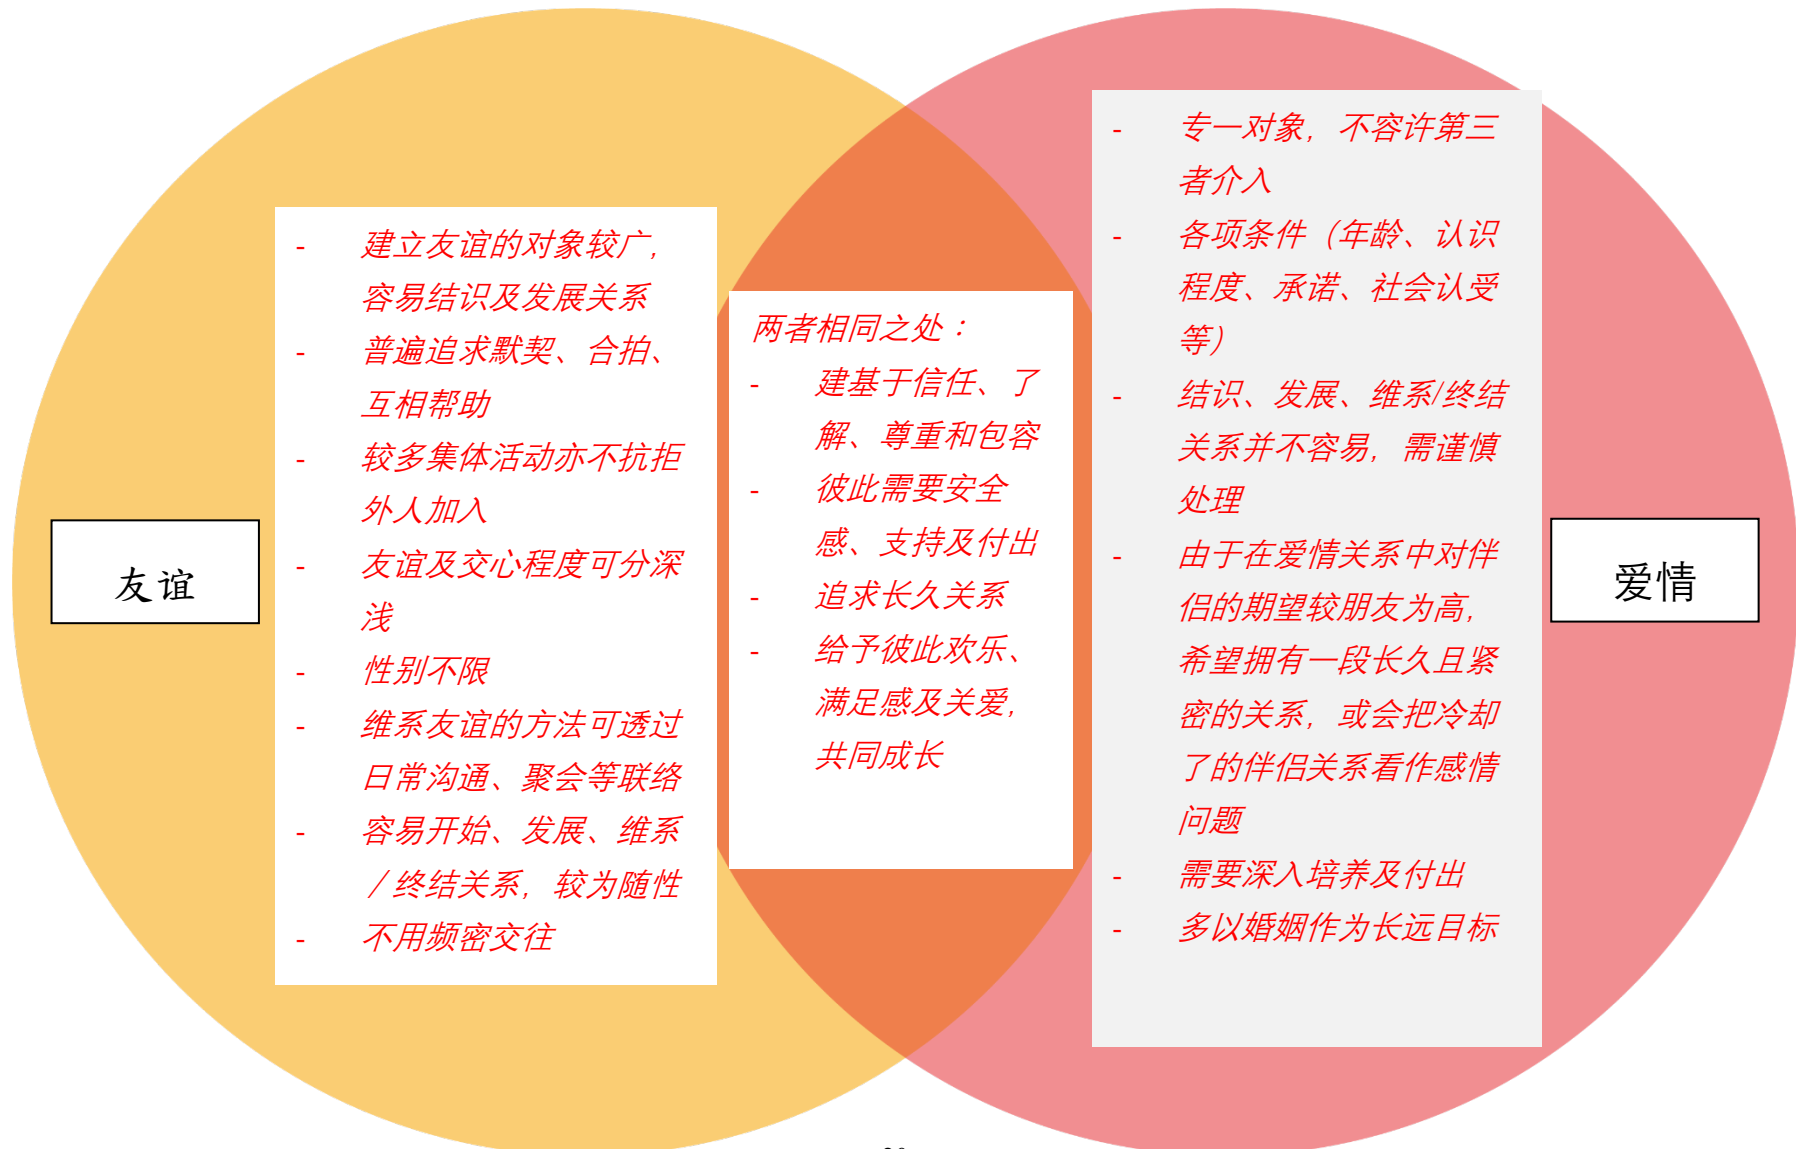 友谊
- 建立友谊的对象较广,
容易结识及发展关系
- 普遍追求默契、合拍、
互相帮助
- 较多集体活动亦不抗拒
外人加入
- 友谊及交心程度可分深
浅
- 性别不限
- 维系友谊的方法可透过
日常沟通、聚会等联络
- 容易开始、发展、维系
／终结关系, 较为随性
- 不用频密交往
两者相同之处：
- 建基于信任、了
解、尊重和包容
- 彼此需要安全
感、支持及付出
- 追求长久关系
- 给予彼此欢乐、
满足感及关爱,
共同成长
- 专一对象, 不容许第三
者介入
- 各项条件（年龄、认识
程度、承诺、社会认受
等）
- 结识、发展、维系/终结
关系并不容易, 需谨慎
处理
- 由于在爱情关系中对伴
侣的期望较朋友为高,
希望拥有一段长久且紧
密的关系, 或会把冷却
了的伴侣关系看作感情
问题
- 需要深入培养及付出
- 多以婚姻作为长远目标
爱情